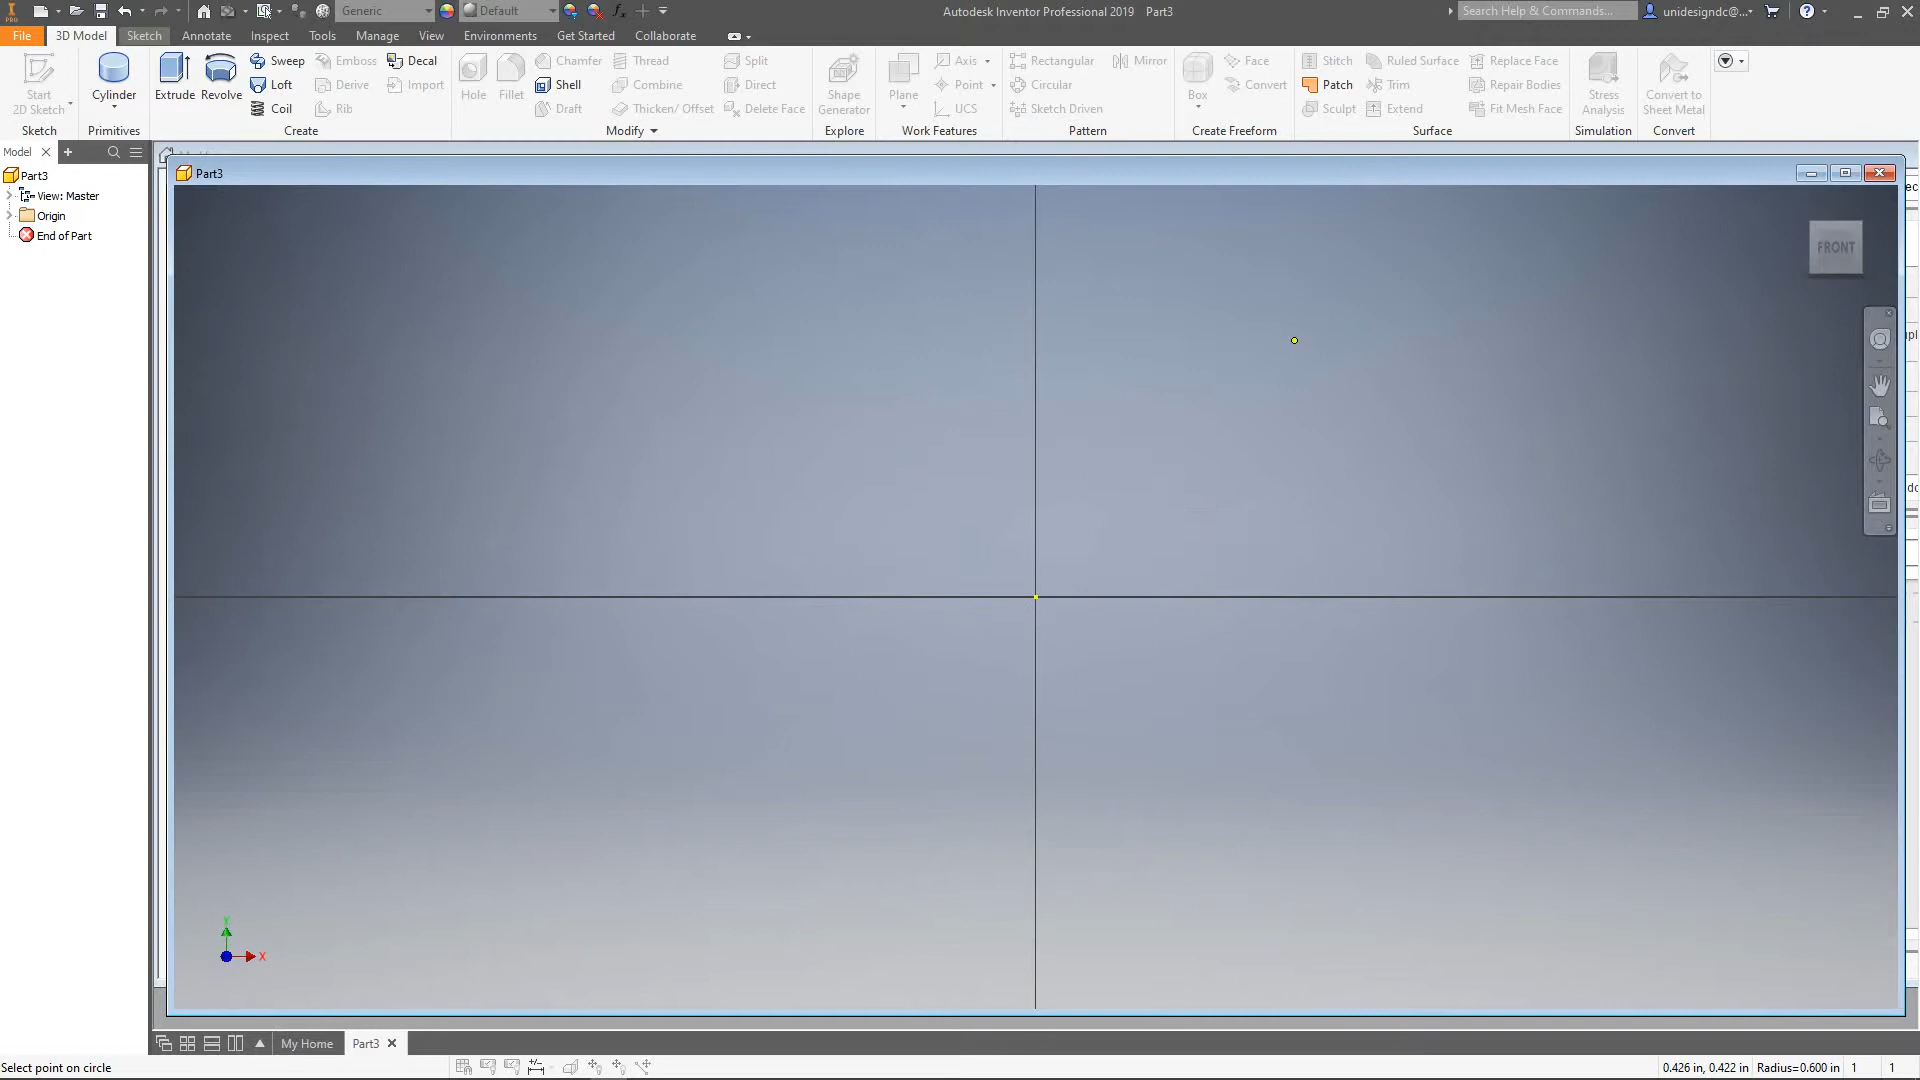 PRO Generic Default fx Autodesk Inventor Professional 2019 Part3 Search Help & Commands... unidesigndc@... ?
File 3D Model Sketch Annotate Inspect Tools Manage View Environments Get Started Collaborate
Sweep Emboss Decal Chamfer Thread Split Axis Rectangular Mirror Face Stitch Ruled Surface Replace Face
Start 2D Sketch Cylinder Extrude Revolve Loft Derive Import Hole Fillet Shell Combine Direct Shape Generator Plane Point Circular Box Convert Patch Trim Repair Bodies Stress Analysis Convert to Sheet Metal
Coil Rib Draft Thicken/ Offset Delete Face UCS Sketch Driven Sculpt Extend Fit Mesh Face
Sketch Primitives Create Modify Explore Work Features Pattern Create Freeform Surface Simulation Convert
Model
Part3
Part3
View: Master
Origin
End of Part
FRONT
Y
X
My Home Part3
Select point on circle 0.426 in, 0.422 in Radius=0.600 in 1 1